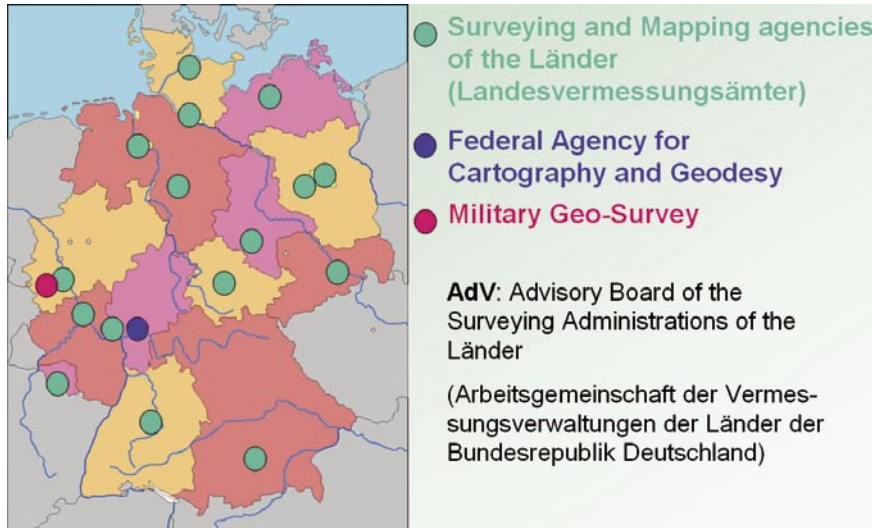 Surveying and Mapping agencies
of the Länder
(Landesvermessungsämter)
Federal Agency for
Cartography and Geodesy
Military Geo-Survey
AdV: Advisory Board of the
Surveying Administrations of the
Länder
(Arbeitsgemeinschaft der Vermes-
sungsverwaltungen der Länder der
Bundesrepublik Deutschland)